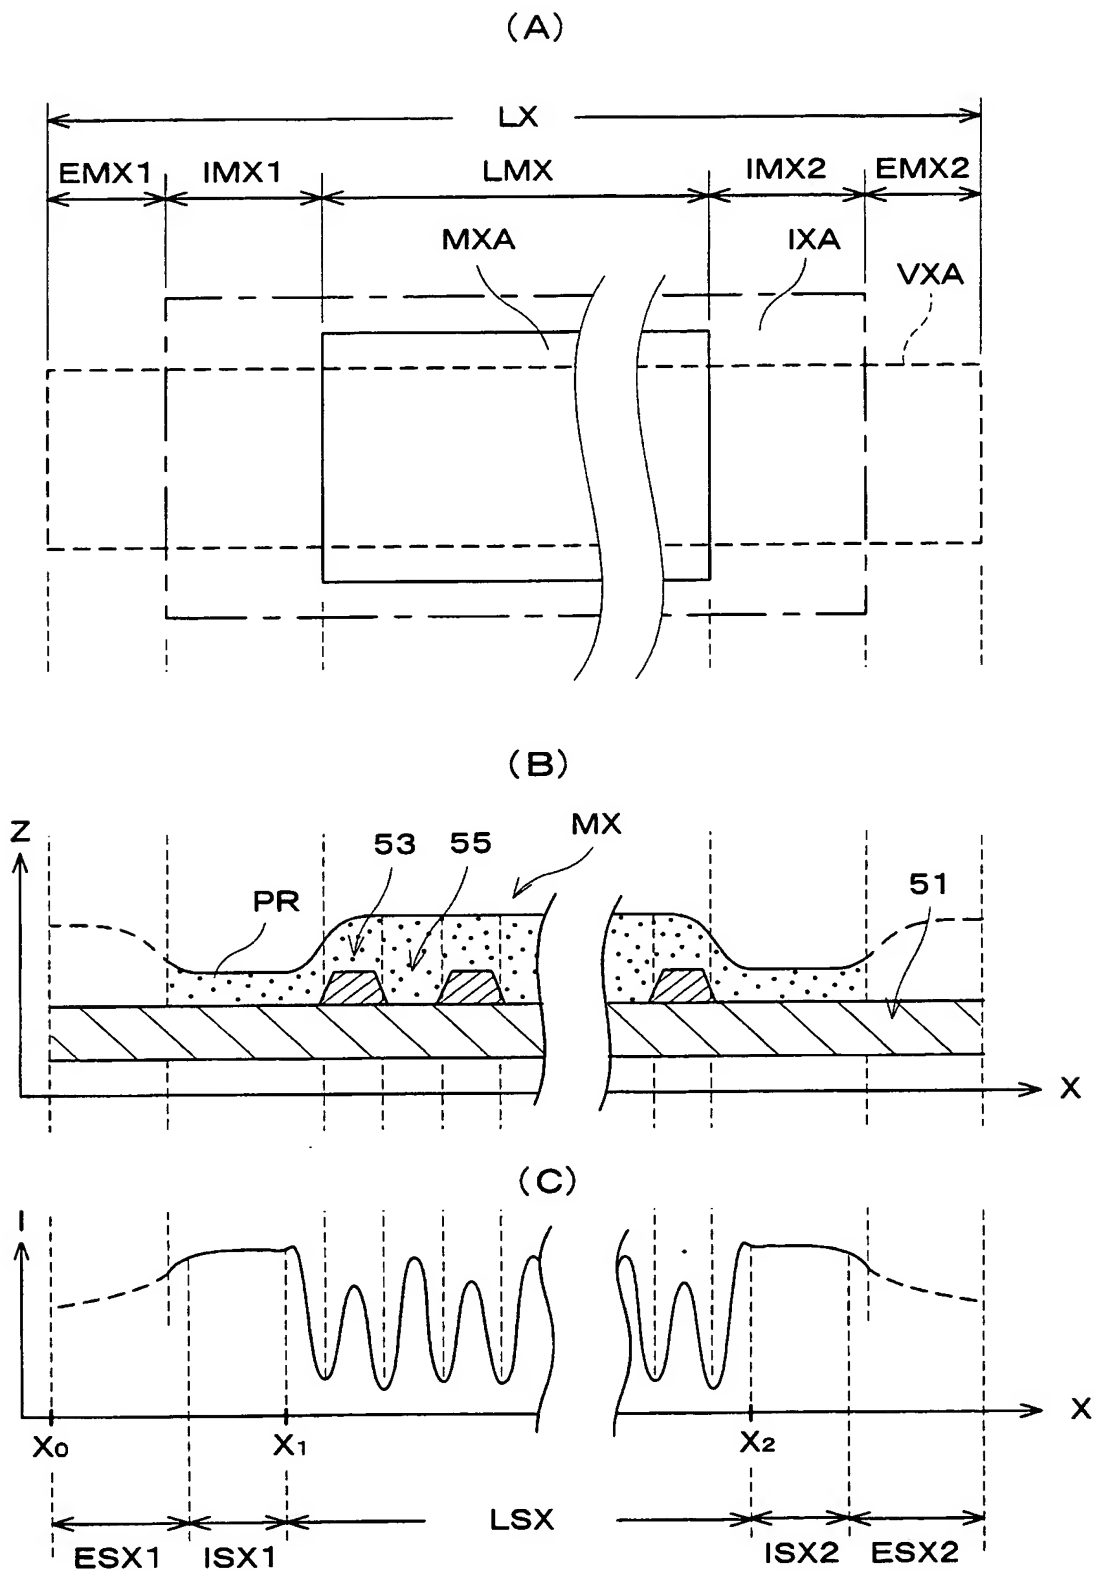 (A)
LX
EMX1 IMX1 LMX IMX2 EMX2
MXA IXA
VXA
(B)
Z MX
53 55
51
PR
X
(C)
I
X
X0 X1 X2
LSX
ESX1 ISX1 ISX2 ESX2